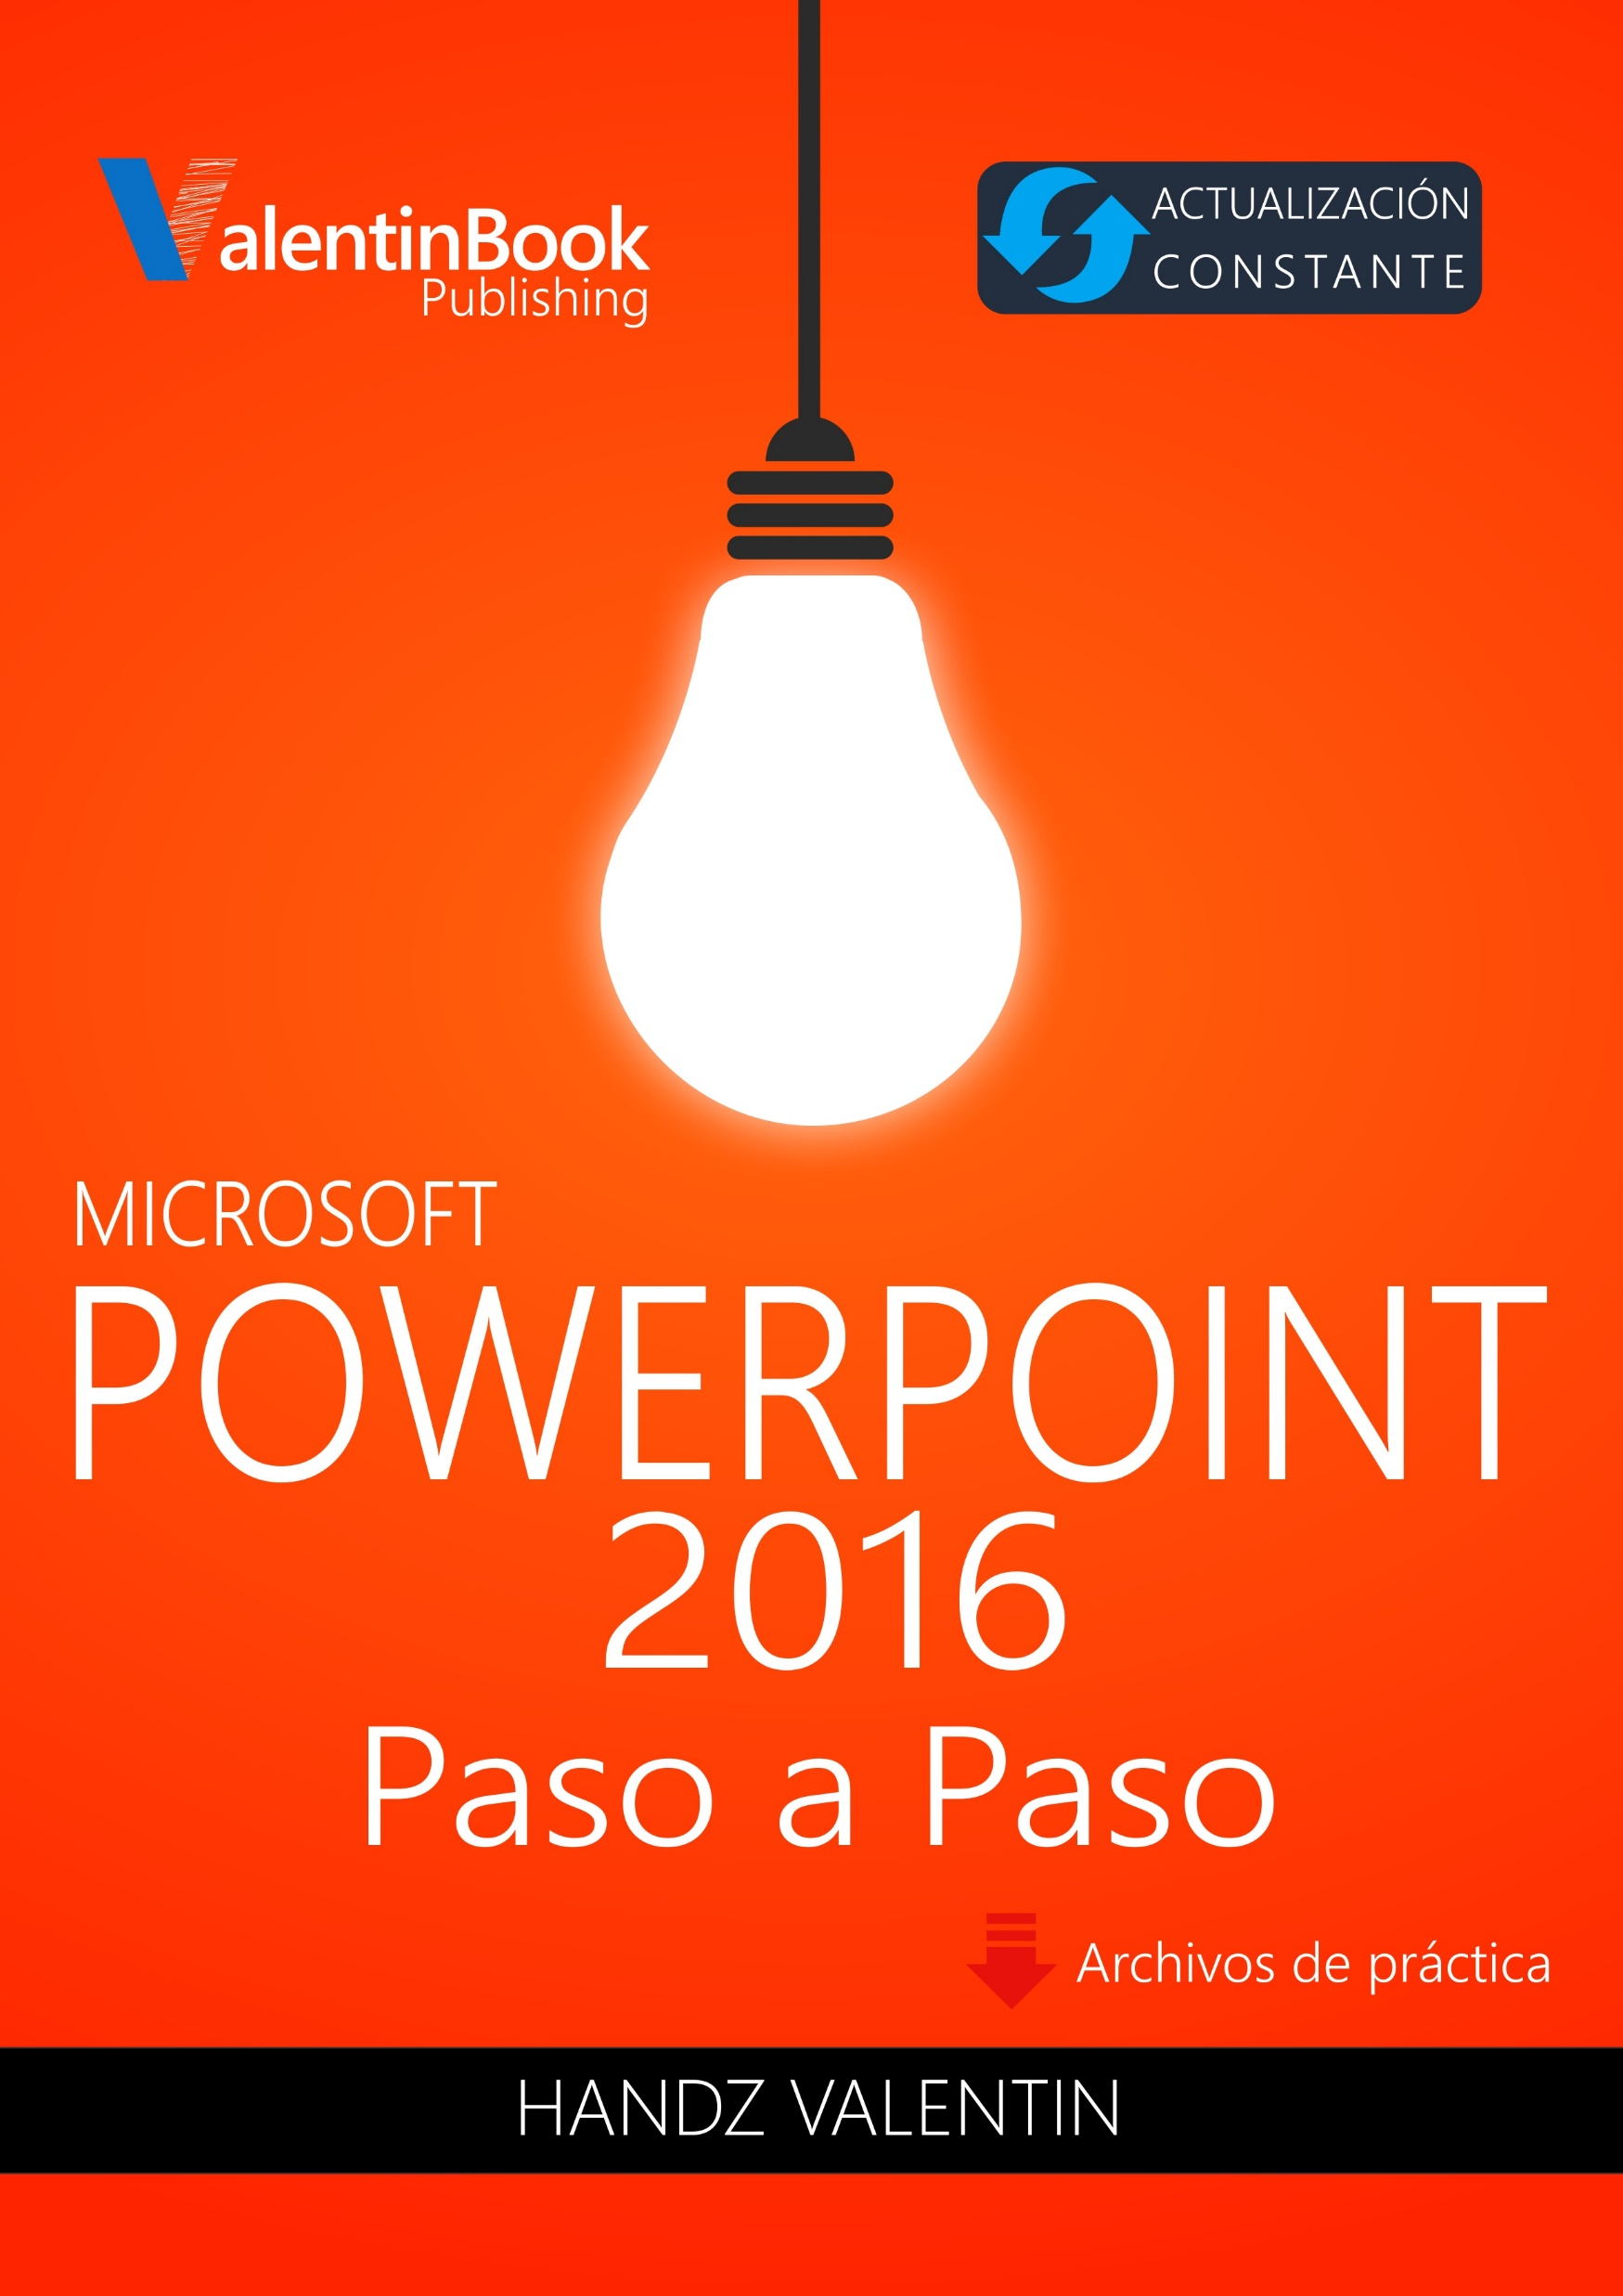 ValentinBook
Publishing
ACTUALIZACIÓN
CONSTANTE
MICROSOFT
POWERPOINT
2016
Paso a Paso
Archivos de práctica
HANDZ VALENTIN